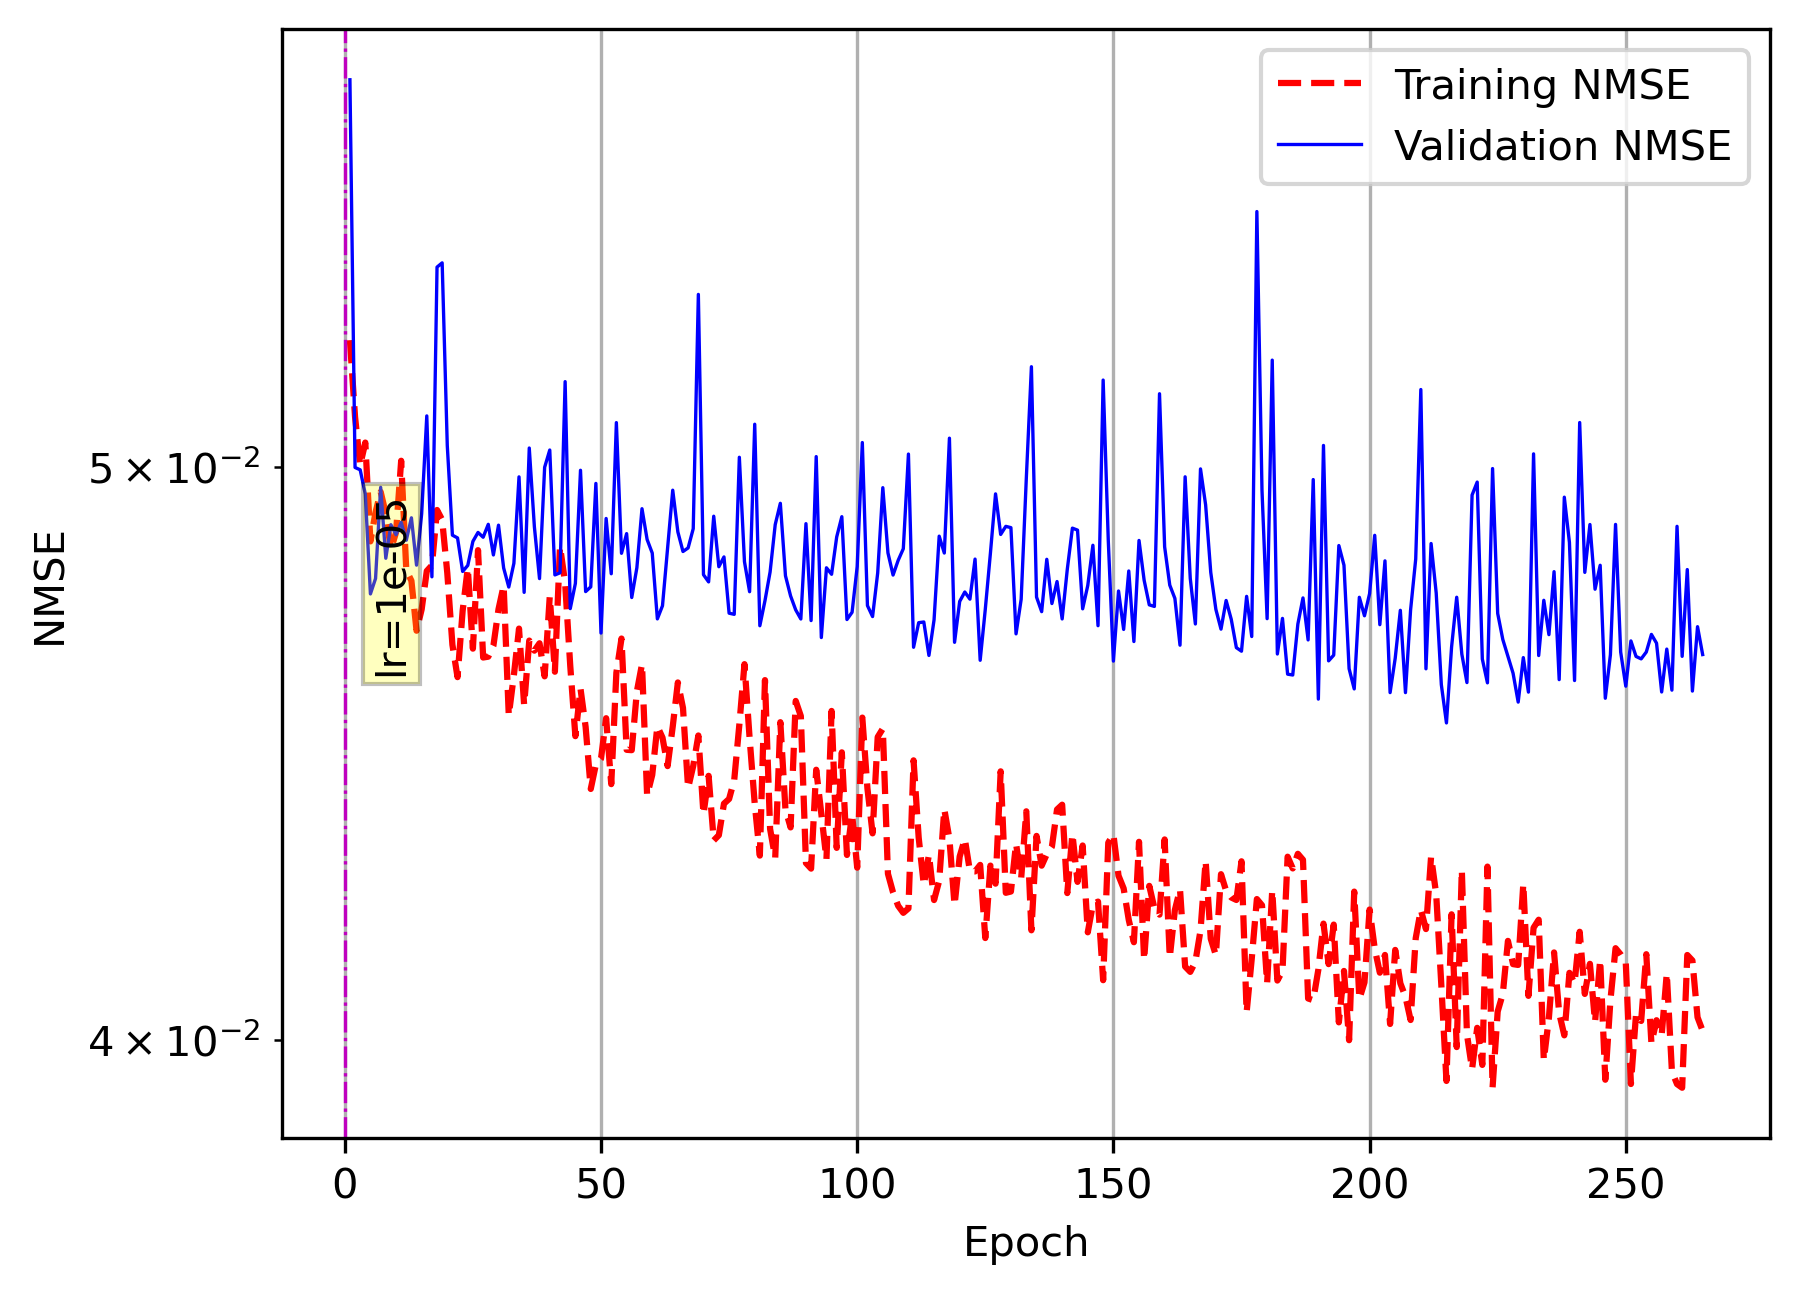 Training NMSE
Validation NMSE
NMSE
5 × 10⁻²
4 × 10⁻²
lr=1e-05
0 50 100 150 200 250
Epoch